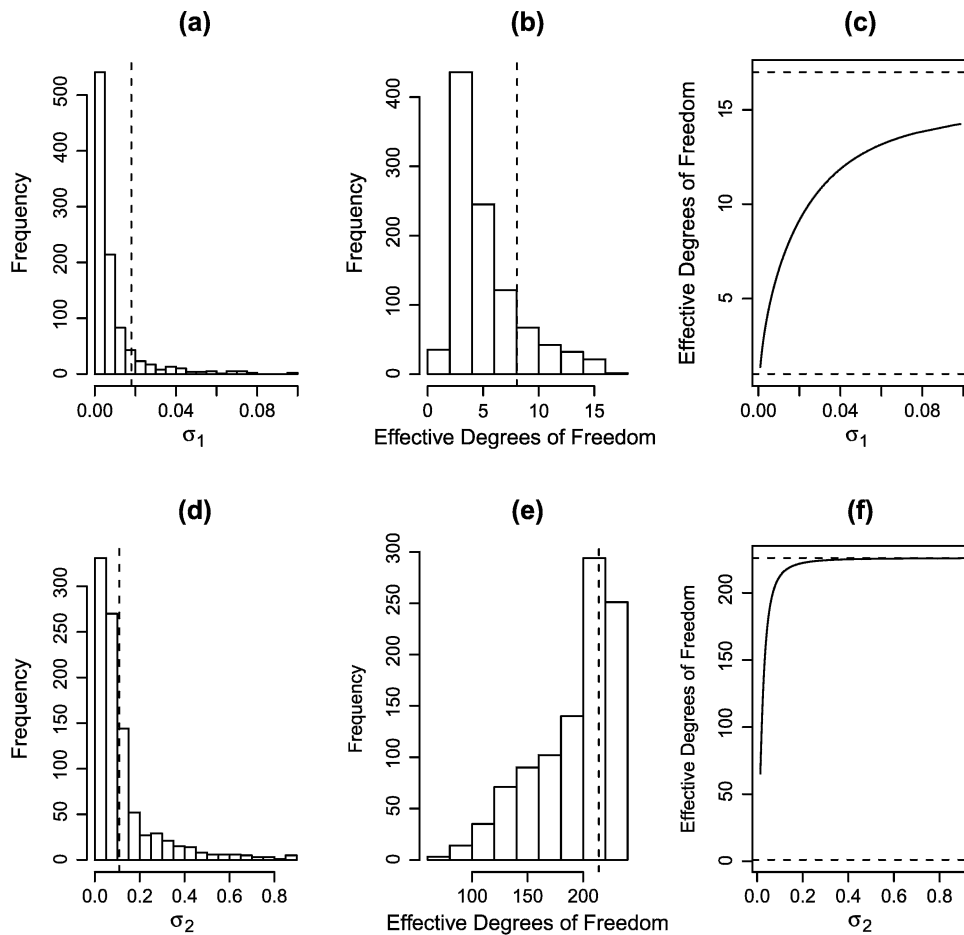 (a)
Frequency
0 100 200 300 400 500
0.00 0.04 0.08
σ1
(b)
Frequency
0 100 200 300 400
0 5 10 15
Effective Degrees of Freedom
(c)
Effective Degrees of Freedom
5 10 15
0.00 0.04 0.08
σ1
(d)
Frequency
0 50 100 150 200 250 300
0.0 0.2 0.4 0.6 0.8
σ2
(e)
Frequency
0 50 100 150 200 250 300
100 150 200
Effective Degrees of Freedom
(f)
Effective Degrees of Freedom
0 50 100 150 200
0.0 0.2 0.4 0.6 0.8
σ2